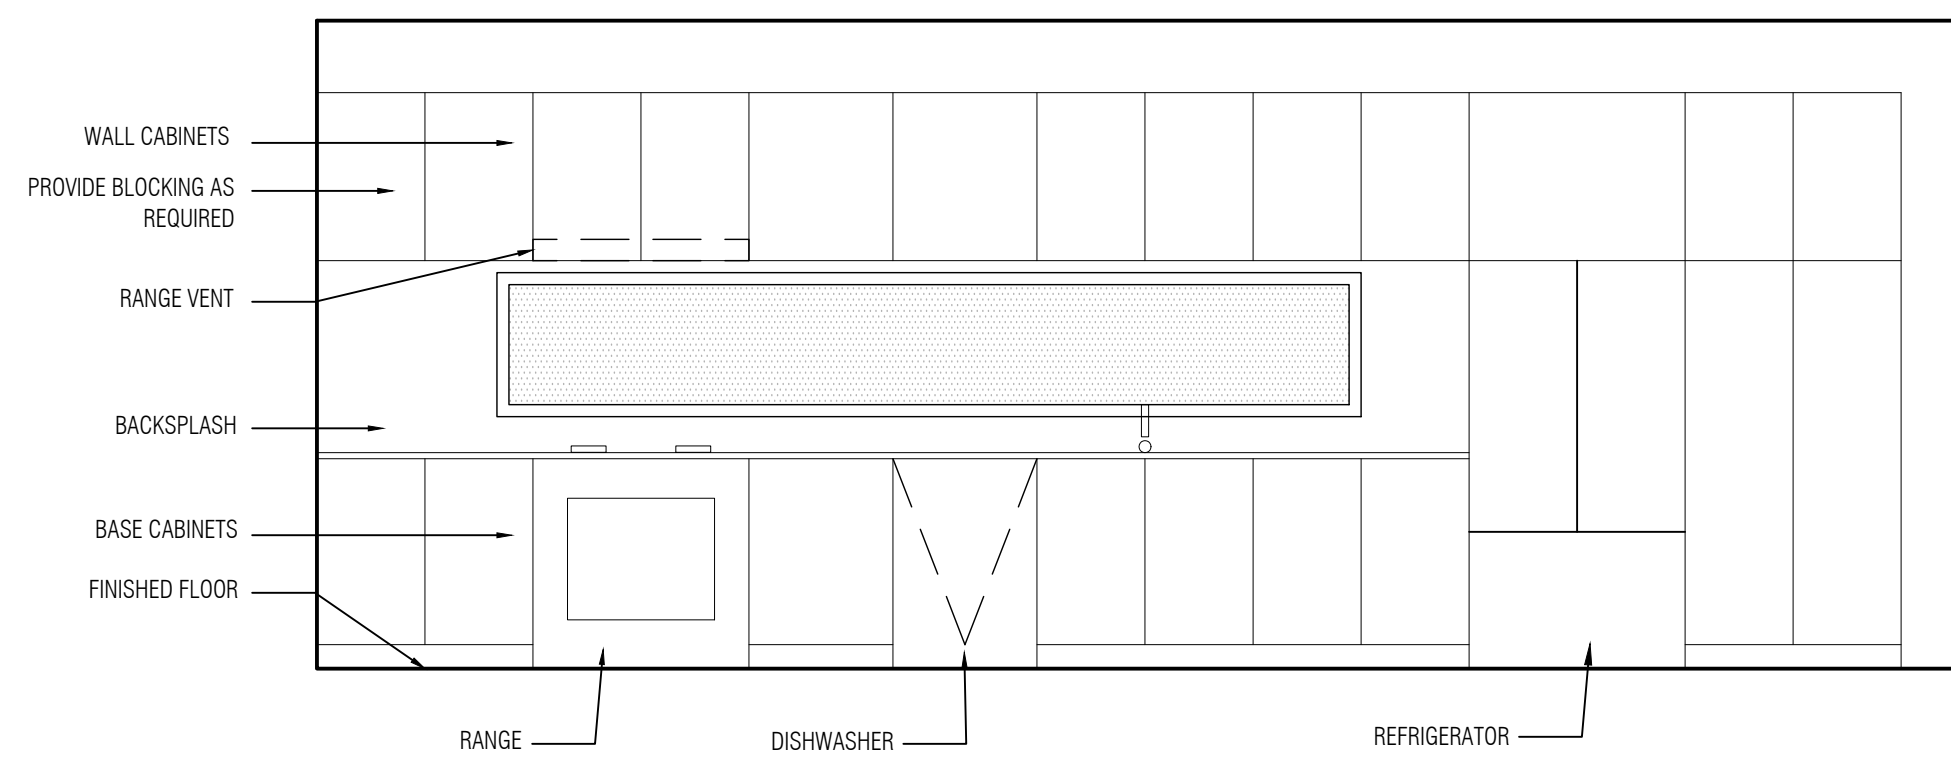 WALL CABINETS
PROVIDE BLOCKING AS
REQUIRED
RANGE VENT
BACKSPLASH
BASE CABINETS
FINISHED FLOOR
RANGE
DISHWASHER
REFRIGERATOR